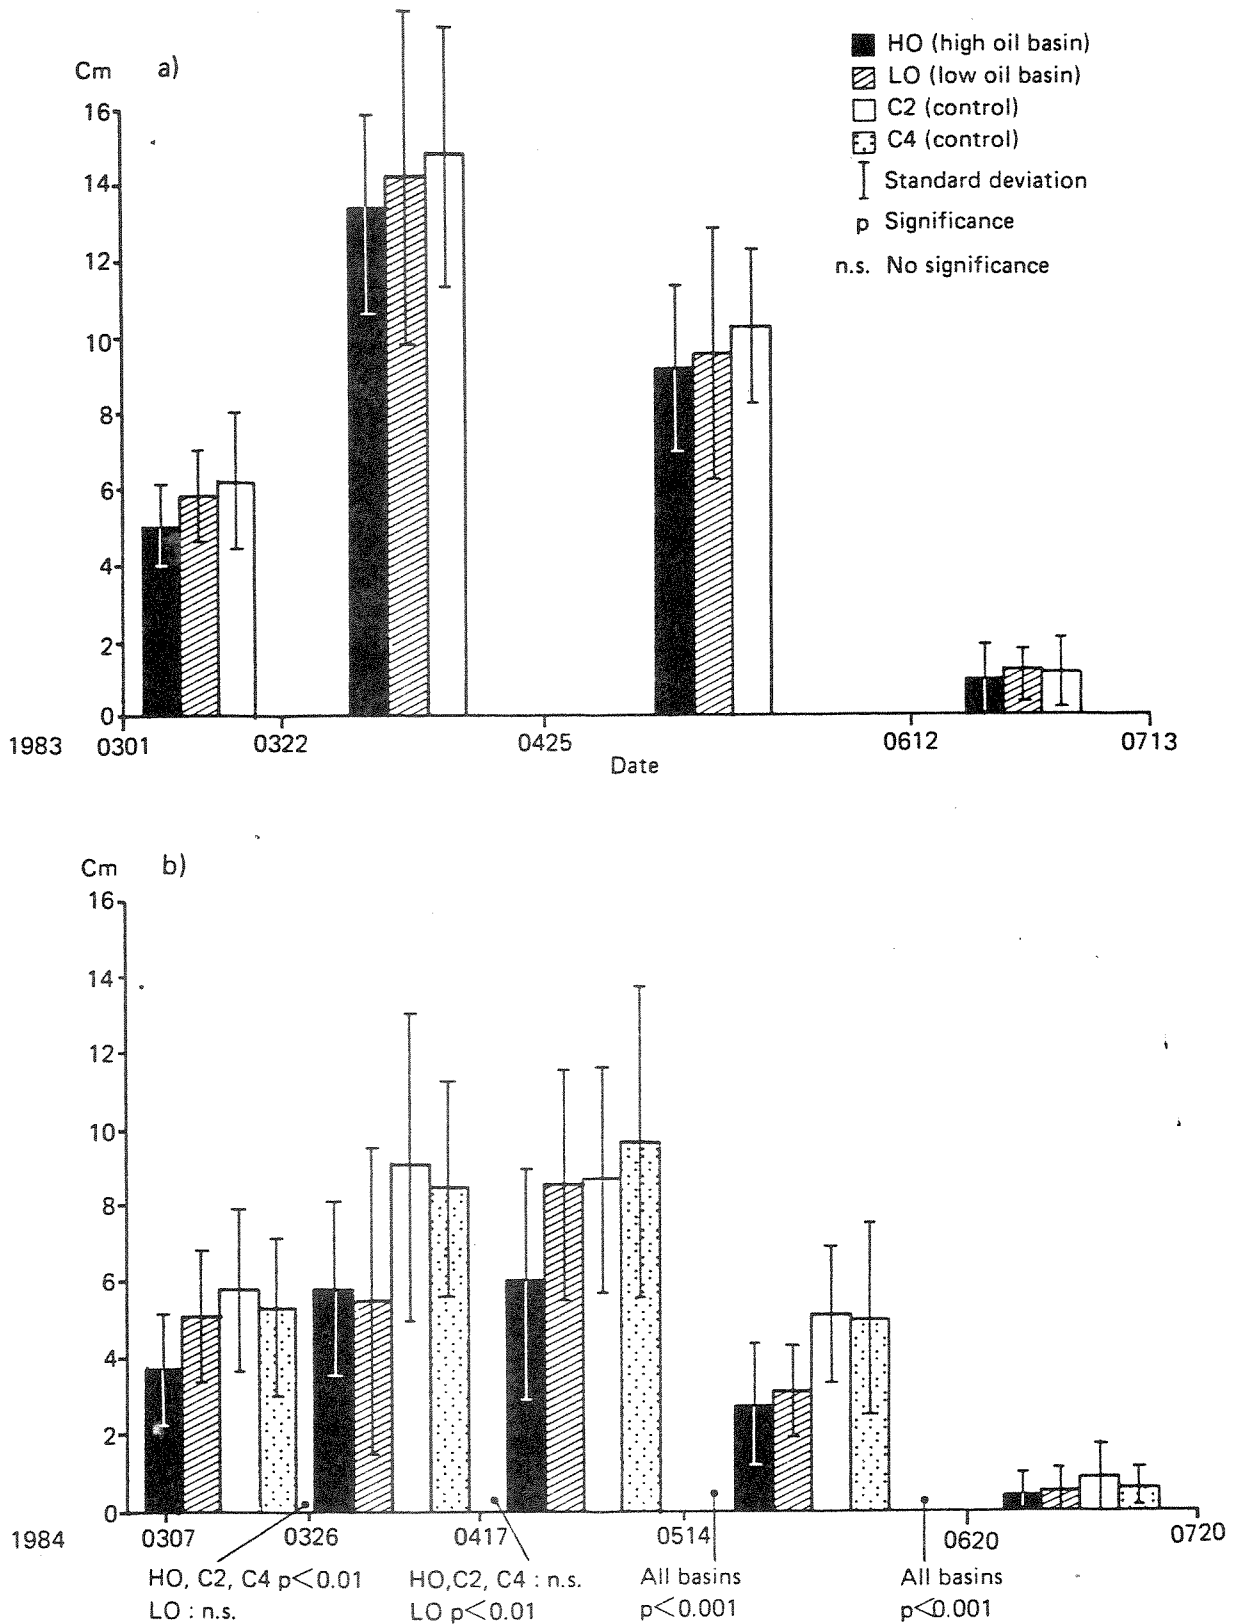 Cm a)
HO (high oil basin)
LO (low oil basin)
C2 (control)
C4 (control)
Standard deviation
p Significance
n.s. No significance
16
14
12
10
8
6
4
2
0
1983 0301 0322 0425 0612 0713
Date
Cm b)
16
14
12
10
8
6
4
2
0
1984 0307 0326 0417 0514 0620 0720
HO, C2, C4 p<0.01 HO,C2, C4 : n.s. All basins All basins
LO : n.s. LO p<0.01 p<0.001 p<0.001